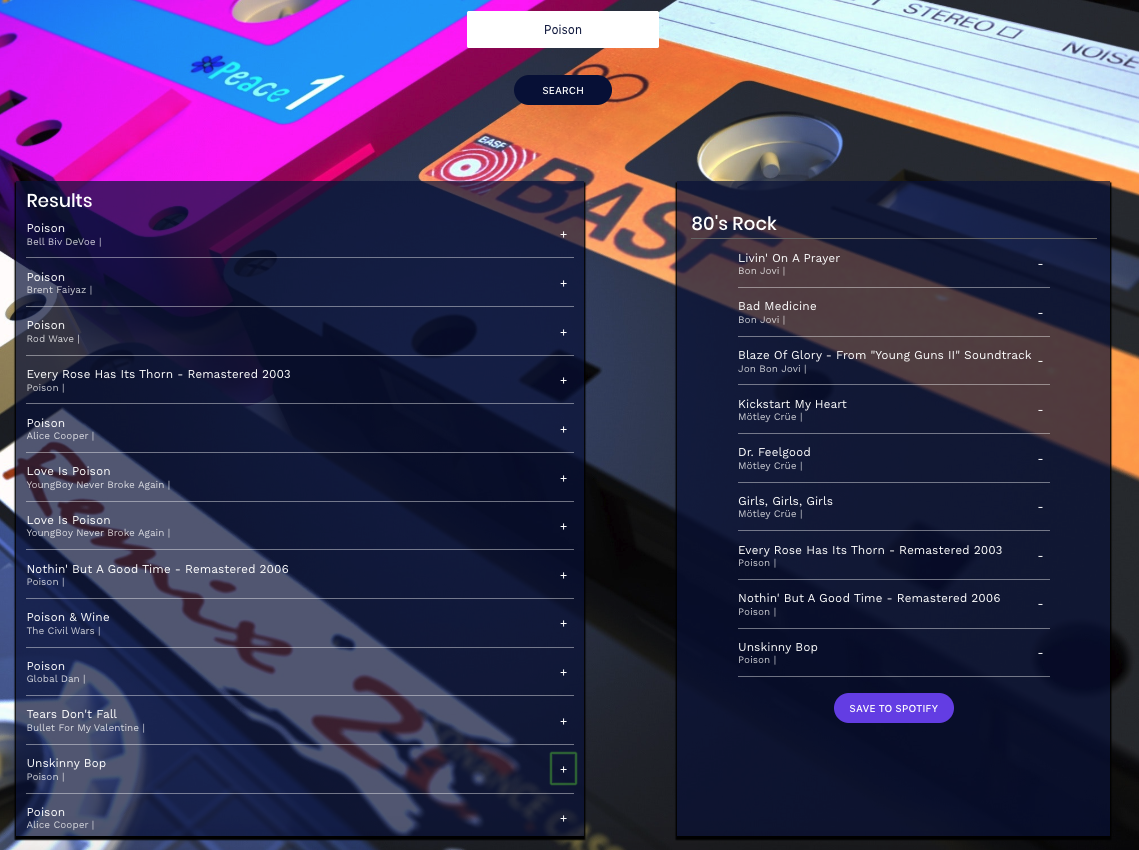 Poison
SEARCH
Peace 1
STEREO
NOISE
BASF
BASF
Results
Poison
Bell Biv DeVoe |
+
Poison
Brent Faiyaz |
+
Poison
Rod Wave |
+
Every Rose Has Its Thorn - Remastered 2003
Poison |
+
Poison
Alice Cooper |
+
Love Is Poison
YoungBoy Never Broke Again |
+
Love Is Poison
YoungBoy Never Broke Again |
+
Nothin' But A Good Time - Remastered 2006
Poison |
+
Poison & Wine
The Civil Wars |
+
Poison
Global Dan |
+
Tears Don't Fall
Bullet For My Valentine |
+
Unskinny Bop
Poison |
+
Poison
Alice Cooper |
+
Remix 2
80's Rock
Livin' On A Prayer
Bon Jovi |
-
Bad Medicine
Bon Jovi |
-
Blaze Of Glory - From "Young Guns II" Soundtrack
Jon Bon Jovi |
-
Kickstart My Heart
Mötley Crüe |
-
Dr. Feelgood
Mötley Crüe |
-
Girls, Girls, Girls
Mötley Crüe |
-
Every Rose Has Its Thorn - Remastered 2003
Poison |
-
Nothin' But A Good Time - Remastered 2006
Poison |
-
Unskinny Bop
Poison |
-
SAVE TO SPOTIFY